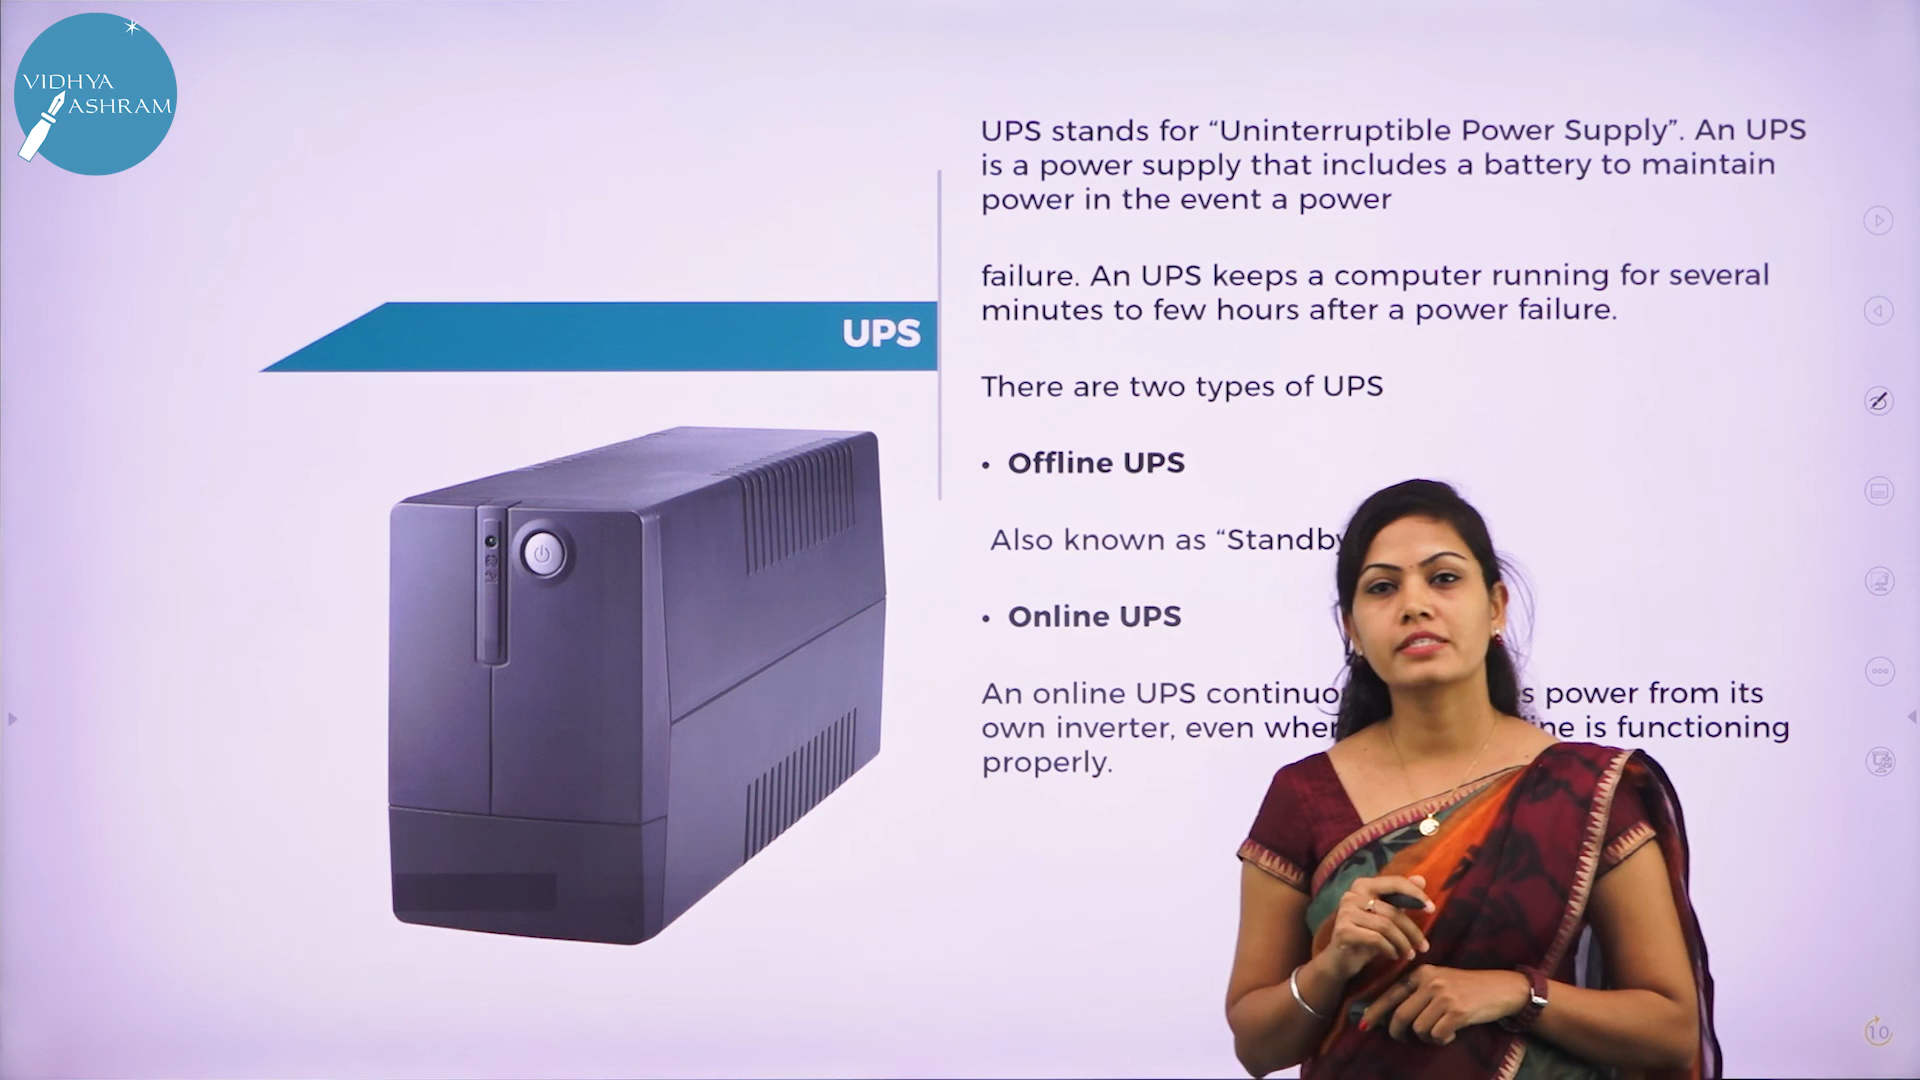 VIDHYA
ASHRAM
UPS stands for “Uninterruptible Power Supply”. An UPS
is a power supply that includes a battery to maintain
power in the event a power
failure. An UPS keeps a computer running for several
minutes to few hours after a power failure.
UPS
There are two types of UPS
• Offline UPS
Also known as “Standby
• Online UPS
An online UPS power from its
own inverter, even is functioning
properly.
10